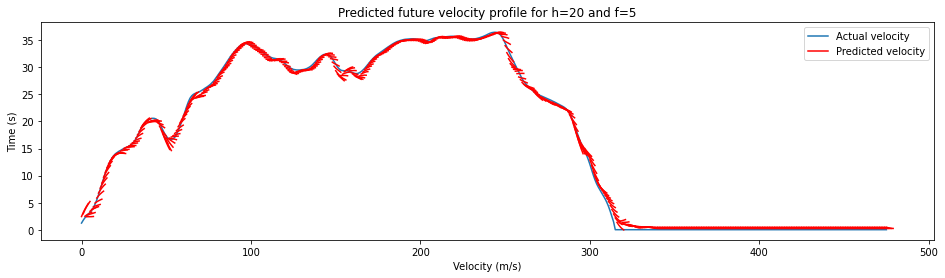 Predicted future velocity profile for h=20 and f=5
Actual velocity
Predicted velocity
Time (s)
35
30
25
20
15
10
5
0
0
100
200
300
400
500
Velocity (m/s)